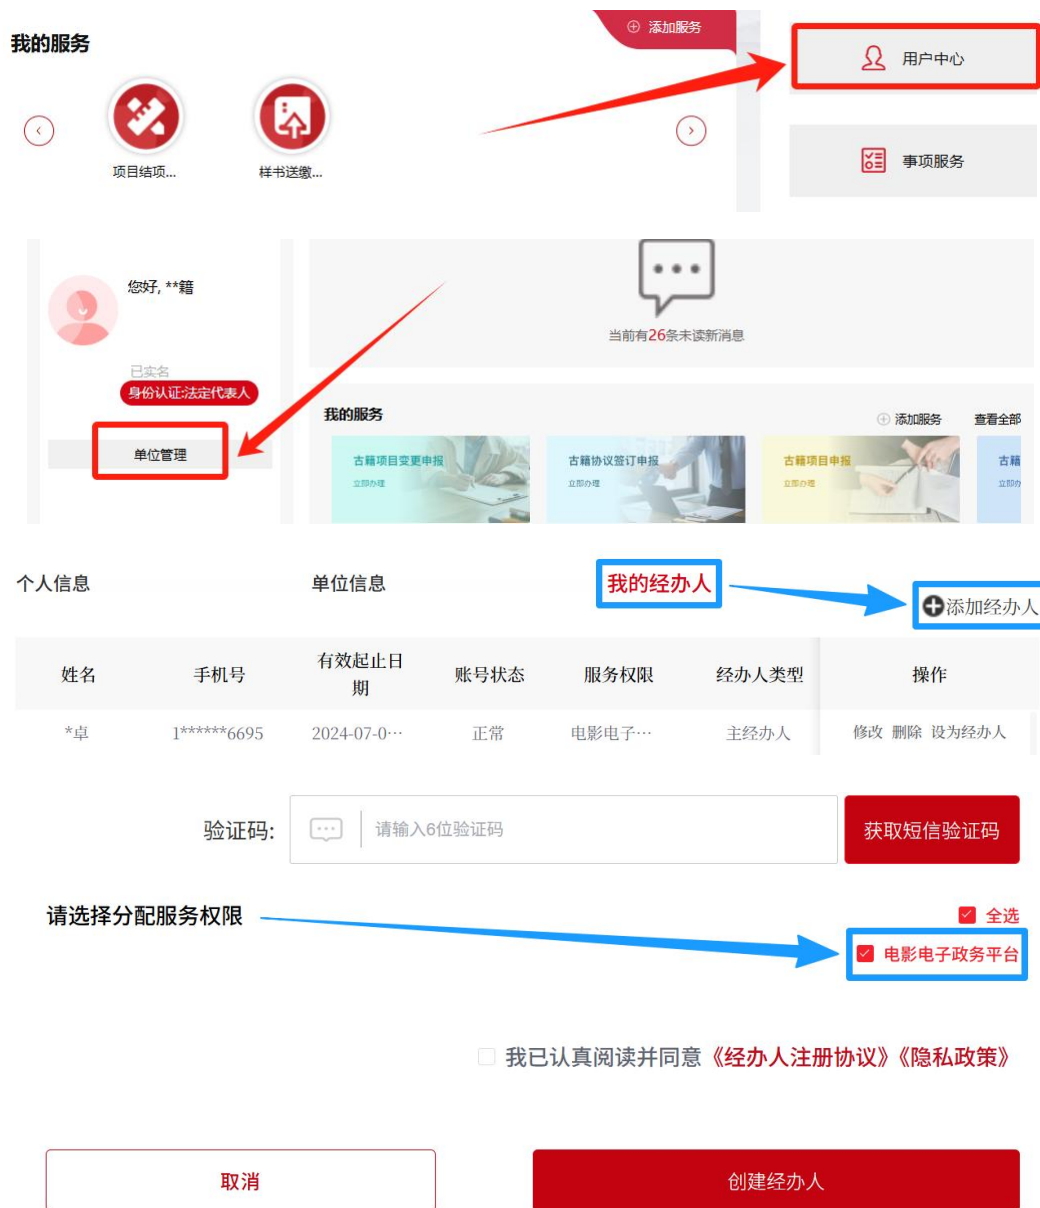 我的服务
添加服务
用户中心
项目结项...
样书送缴...
事项服务
您好, **籍
当前有26条未读新消息
已实名
身份认证:法定代表人
单位管理
我的服务
添加服务 查看全部
古籍项目变更申报
立即办理
古籍协议签订申报
立即办理
古籍项目申报
立即办理
古籍
立即办
个人信息 单位信息 我的经办人
添加经办人
姓名 手机号 有效起止日期 账号状态 服务权限 经办人类型 操作
*卓 1******6695 2024-07-0… 正常 电影电子… 主经办人 修改 删除 设为经办人
验证码: 请输入6位验证码 获取短信验证码
请选择分配服务权限 全选
电影电子政务平台
我已认真阅读并同意《经办人注册协议》《隐私政策》
取消 创建经办人